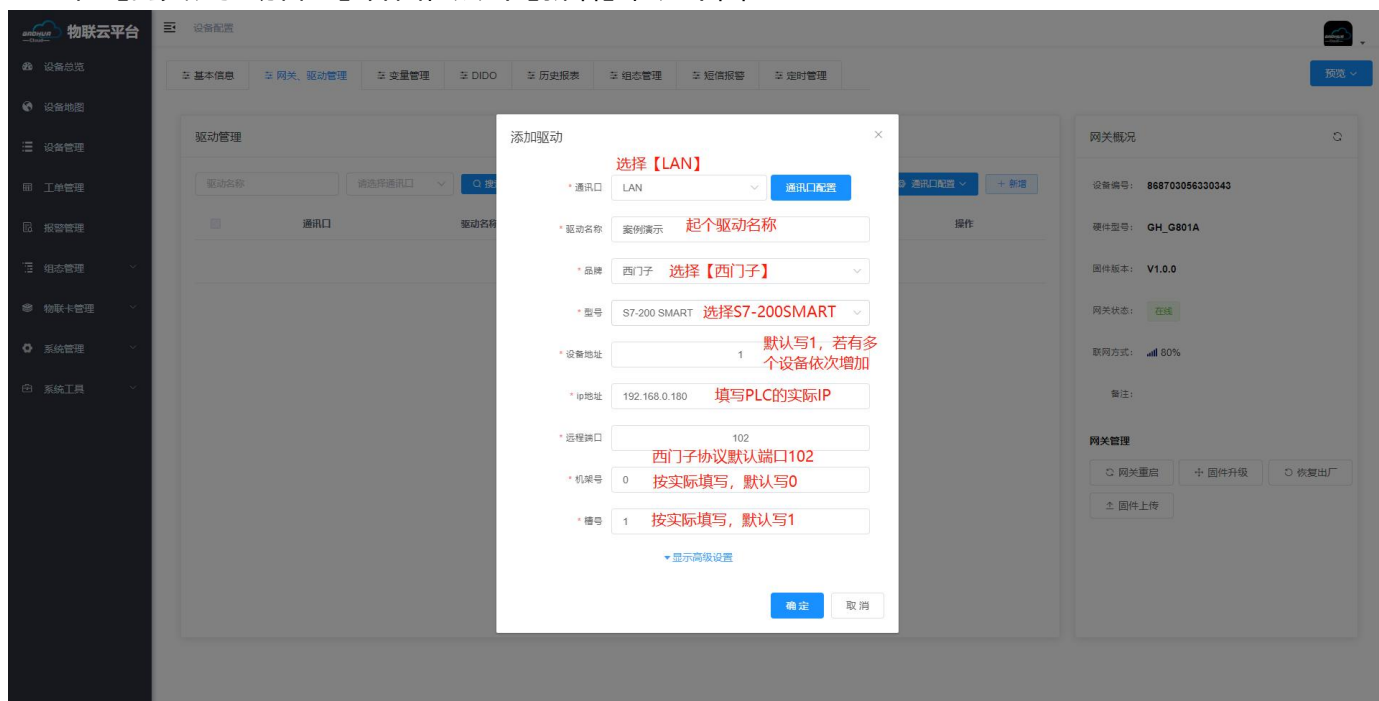 物联云平台
设备配置
设备总览
设备地图
设备管理
工单管理
报警管理
组态管理
物联卡管理
系统管理
系统工具
基本信息
网关、驱动管理
变量管理
DIDO
历史报表
组态管理
短信报警
定时管理
预览
驱动管理
驱动名称
请选择通讯口
通讯口配置
+ 新增
通讯口
驱动名称
操作
添加驱动
选择【LAN】
* 通讯口 LAN 通讯口配置
* 驱动名称 案例演示 起个驱动名称
* 品牌 西门子 选择【西门子】
* 型号 S7-200 SMART 选择S7-200SMART
* 设备地址 1 默认写1，若有多
个设备依次增加
* ip地址 192.168.0.180 填写PLC的实际IP
* 远程端口 102
西门子协议默认端口102
* 机架号 0 按实际填写，默认写0
* 槽号 1 按实际填写，默认写1
显示高级设置
确定 取消
网关概况
设备编号: 868703056330343
硬件型号: GH_G801A
固件版本: V1.0.0
网关状态: 在线
联网方式: 80%
备注:
网关管理
网关重启 固件升级 恢复出厂
固件上传